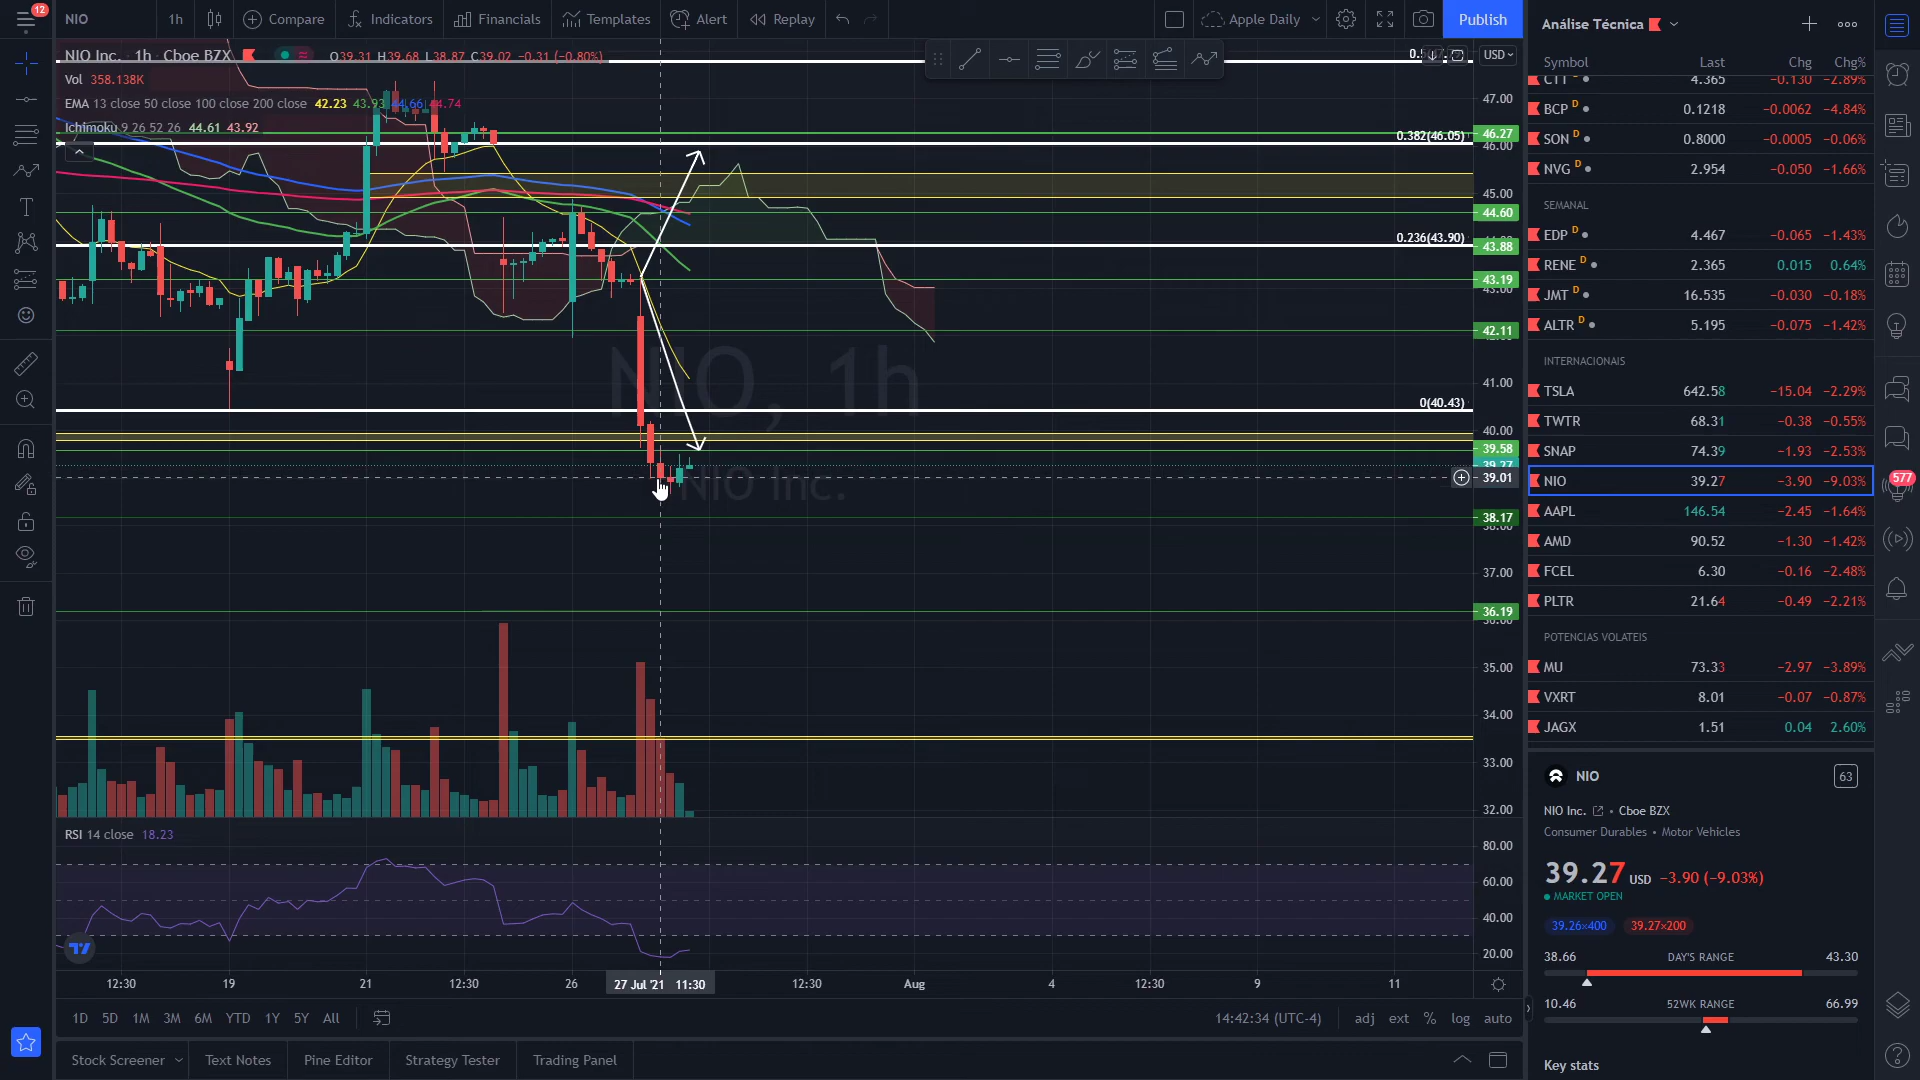 12
NIO
1h
Compare
Indicators
Financials
Templates
Alert
Replay
Apple Daily
Publish
Análise Técnica
NIO Inc. · 1h · Cboe BZX O39.31 H39.68 L38.87 C39.02 −0.31 (−0.80%)
Vol 358.138K
EMA 13 close 50 close 100 close 200 close 42.23 43.93 44.66 44.74
Ichimoku 9 26 52 26 44.61 43.92
USD
47.00
0.382(46.05)
46.27
46.00
45.00
44.60
0.236(43.90)
43.88
43.19
43.00
42.11
41.00
0(40.43)
40.00
39.58
39.27
39.01
38.17
38.00
37.00
36.19
36.00
35.00
34.00
33.00
32.00
NIO, 1h
NIO Inc.
RSI 14 close 18.23
80.00
60.00
40.00
20.00
12:30 19 21 12:30 26 27 Jul '21 11:30 12:30 Aug 4 12:30 9 11
1D 5D 1M 3M 6M YTD 1Y 5Y All
14:42:34 (UTC-4) adj ext % log auto
Stock Screener Text Notes Pine Editor Strategy Tester Trading Panel
Symbol Last Chg Chg%
CTT D 4.365 −0.130 −2.89%
BCP D 0.1218 −0.0062 −4.84%
SON D 0.8000 −0.0005 −0.06%
NVG D 2.954 −0.050 −1.66%
SEMANAL
EDP D 4.467 −0.065 −1.43%
RENE D 2.365 0.015 0.64%
JMT D 16.535 −0.030 −0.18%
ALTR D 5.195 −0.075 −1.42%
INTERNACIONAIS
TSLA 642.58 −15.04 −2.29%
TWTR 68.31 −0.38 −0.55%
SNAP 74.39 −1.93 −2.53%
NIO 39.27 −3.90 −9.03%
AAPL 146.54 −2.45 −1.64%
AMD 90.52 −1.30 −1.42%
FCEL 6.30 −0.16 −2.48%
PLTR 21.64 −0.49 −2.21%
POTENCIAS VOLATEIS
MU 73.33 −2.97 −3.89%
VXRT 8.01 −0.07 −0.87%
JAGX 1.51 0.04 2.60%
NIO
63
NIO Inc. • Cboe BZX
Consumer Durables • Motor Vehicles
39.27 USD −3.90 (−9.03%)
MARKET OPEN
39.26×400 39.27×200
38.66 DAY'S RANGE 43.30
10.46 52WK RANGE 66.99
Key stats
577